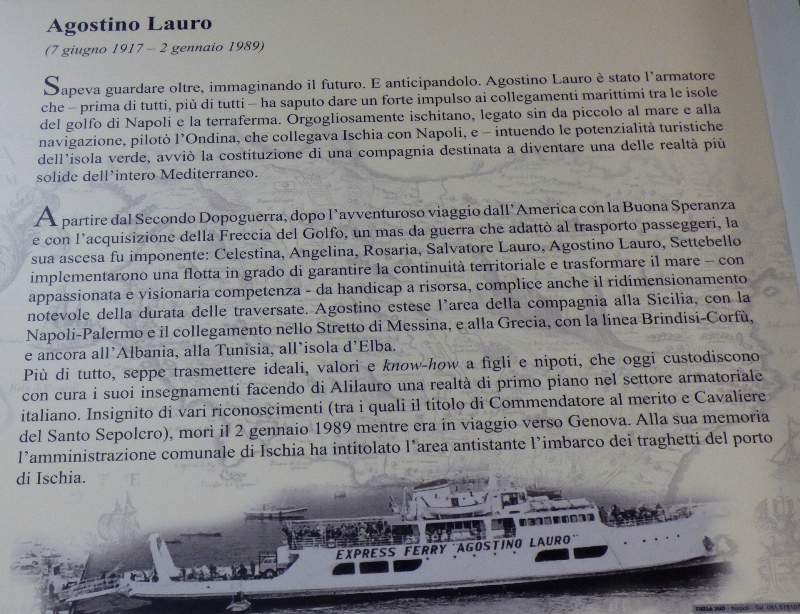 Agostino Lauro
(7 giugno 1917 – 2 gennaio 1989)
Sapeva guardare oltre, immaginando il futuro. E anticipandolo. Agostino Lauro è stato l'armatore
che – prima di tutti, più di tutti – ha saputo dare un forte impulso ai collegamenti marittimi tra le isole
del golfo di Napoli e la terraferma. Orgogliosamente ischitano, legato sin da piccolo al mare e alla
navigazione, pilotò l'Ondina, che collegava Ischia con Napoli, e – intuendo le potenzialità turistiche
dell'isola verde, avviò la costituzione di una compagnia destinata a diventare una delle realtà più
solide dell'intero Mediterraneo.
A partire dal Secondo Dopoguerra, dopo l'avventuroso viaggio dall'America con la Buona Speranza
e con l'acquisizione della Freccia del Golfo, un mas da guerra che adattò al trasporto passeggeri, la
sua ascesa fu imponente: Celestina, Angelina, Rosaria, Salvatore Lauro, Agostino Lauro, Settebello
implementarono una flotta in grado di garantire la continuità territoriale e trasformare il mare – con
appassionata e visionaria competenza - da handicap a risorsa, complice anche il ridimensionamento
notevole della durata delle traversate. Agostino estese l'area della compagnia alla Sicilia, con la
Napoli-Palermo e il collegamento nello Stretto di Messina, e alla Grecia, con la linea Brindisi-Corfù,
e ancora all'Albania, alla Tunisia, all'isola d'Elba.
Più di tutto, seppe trasmettere ideali, valori e know-how a figli e nipoti, che oggi custodiscono
con cura i suoi insegnamenti facendo di Alilauro una realtà di primo piano nel settore armatoriale
italiano. Insignito di vari riconoscimenti (tra i quali il titolo di Commendatore al merito e Cavaliere
del Santo Sepolcro), morì il 2 gennaio 1989 mentre era in viaggio verso Genova. Alla sua memoria
l'amministrazione comunale di Ischia ha intitolato l'area antistante l'imbarco dei traghetti del porto
di Ischia.
EXPRESS FERRY "AGOSTINO LAURO"
Napoli - Tel. 081